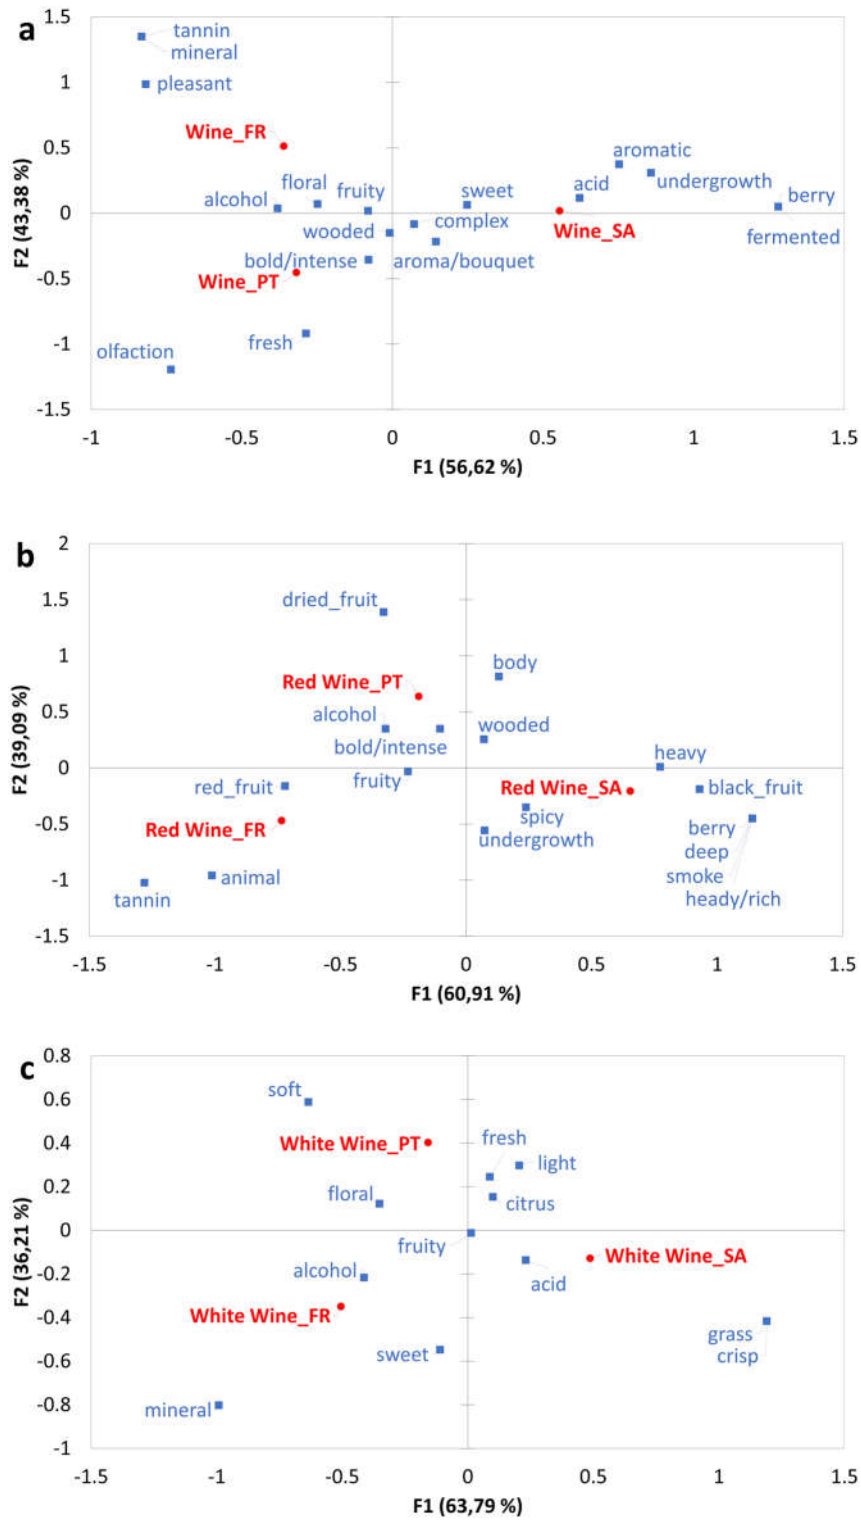 a
1.5
tannin
mineral
1
pleasant
Wine_FR
0.5
aromatic
floral
fruity
sweet
acid
undergrowth
berry
alcohol
0
wooded
complex
Wine_SA
fermented
bold/intense
aroma/bouquet
Wine_PT
-0.5
fresh
olfaction
-1
-1.5
F2 (43,38 %)
-1 -0.5 0 0.5 1 1.5
F1 (56,62 %)
b
2
1.5
dried_fruit
1
body
Red Wine_PT
alcohol
wooded
0.5
bold/intense
heavy
0
fruity
red_fruit
Red Wine_SA
black_fruit
-0.5
Red Wine_FR
spicy
undergrowth
berry
deep
smoke
heady/rich
-1
tannin
animal
-1.5
F2 (39,09 %)
-1.5 -1 -0.5 0 0.5 1 1.5
F1 (60,91 %)
c
0.8
soft
0.6
White Wine_PT
0.4
fresh
light
floral
citrus
0.2
0
fruity
alcohol
White Wine_SA
acid
-0.2
White Wine_FR
-0.4
sweet
grass
crisp
-0.6
mineral
-0.8
-1
F2 (36,21 %)
-1.5 -1 -0.5 0 0.5 1 1.5
F1 (63,79 %)